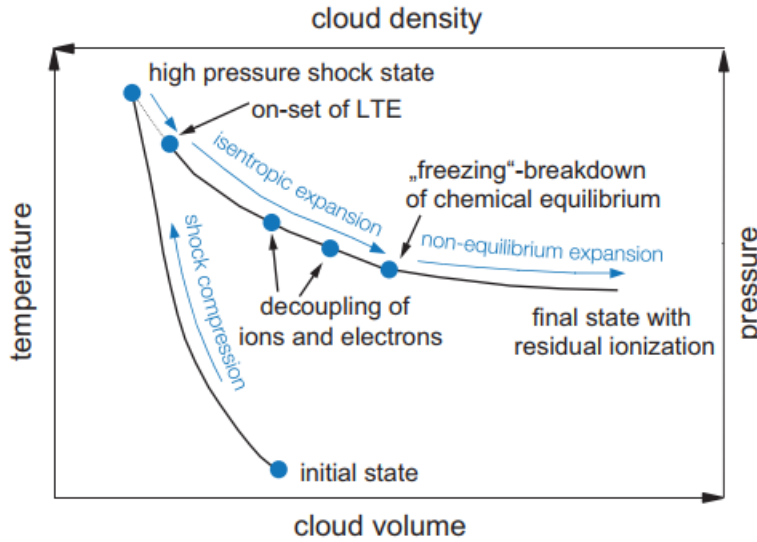 cloud density
high pressure shock state
on-set of LTE
isentropic expansion
„freezing“-breakdown
of chemical equilibrium
non-equilibrium expansion
shock compression
decoupling of
ions and electrons
final state with
residual ionization
initial state
temperature
pressure
cloud volume